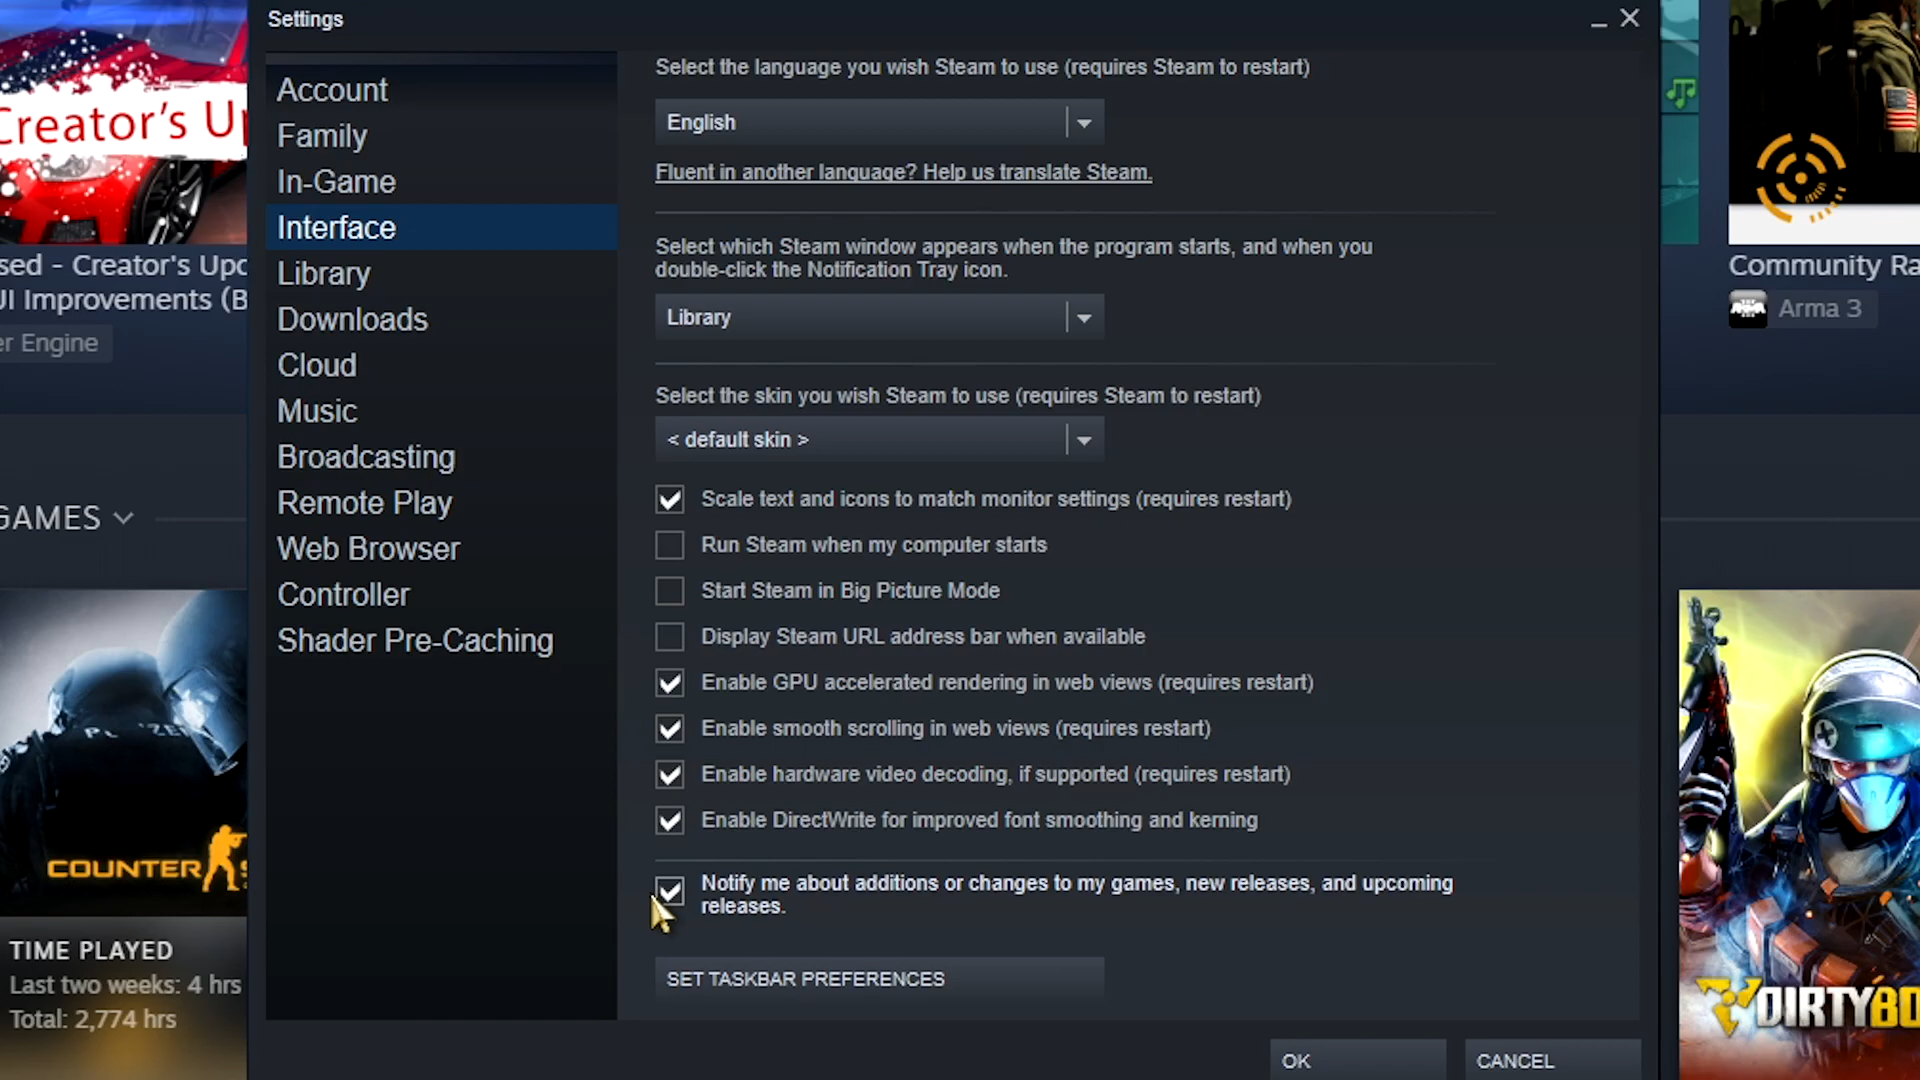 Settings
Account
Family
In-Game
Interface
Library
Downloads
Cloud
Music
Broadcasting
Remote Play
Web Browser
Controller
Shader Pre-Caching
Select the language you wish Steam to use (requires Steam to restart)
English
Fluent in another language? Help us translate Steam.
Select which Steam window appears when the program starts, and when you
double-click the Notification Tray icon.
Library
Select the skin you wish Steam to use (requires Steam to restart)
< default skin >
Scale text and icons to match monitor settings (requires restart)
Run Steam when my computer starts
Start Steam in Big Picture Mode
Display Steam URL address bar when available
Enable GPU accelerated rendering in web views (requires restart)
Enable smooth scrolling in web views (requires restart)
Enable hardware video decoding, if supported (requires restart)
Enable DirectWrite for improved font smoothing and kerning
Notify me about additions or changes to my games, new releases, and upcoming
releases.
SET TASKBAR PREFERENCES
OK
CANCEL
Creator's Up
sed - Creator's Upd
UI Improvements (B
er Engine
GAMES
COUNTER S
TIME PLAYED
Last two weeks: 4 hrs
Total: 2,774 hrs
Community Ra
Arma 3
DIRTYBO